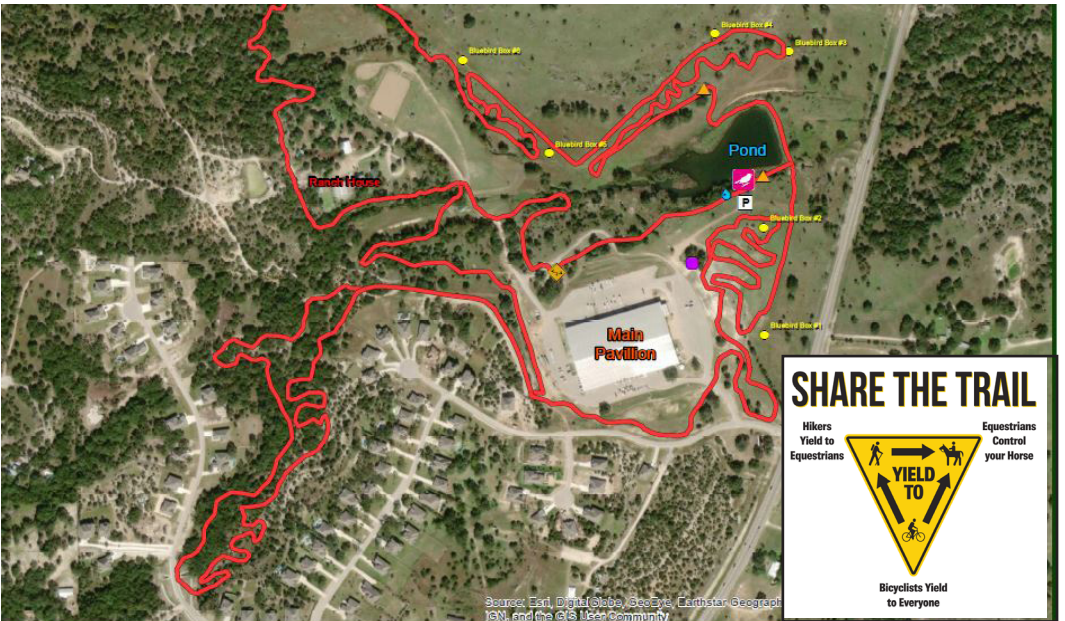 Bluebird Box #4
Bluebird Box #3
Bluebird Box #6
Bluebird Box #5
Pond
Ranch House
P
Bluebird Box #2
Bluebird Box #1
Main
Pavillion
SHARE THE TRAIL
Hikers
Yield to
Equestrians
Equestrians
Control
your Horse
YIELD
TO
Bicyclists Yield
to Everyone
Source: Esri, DigitalGlobe, GeoEye, Earthstar Geograph
IGN, and the GIS User Community